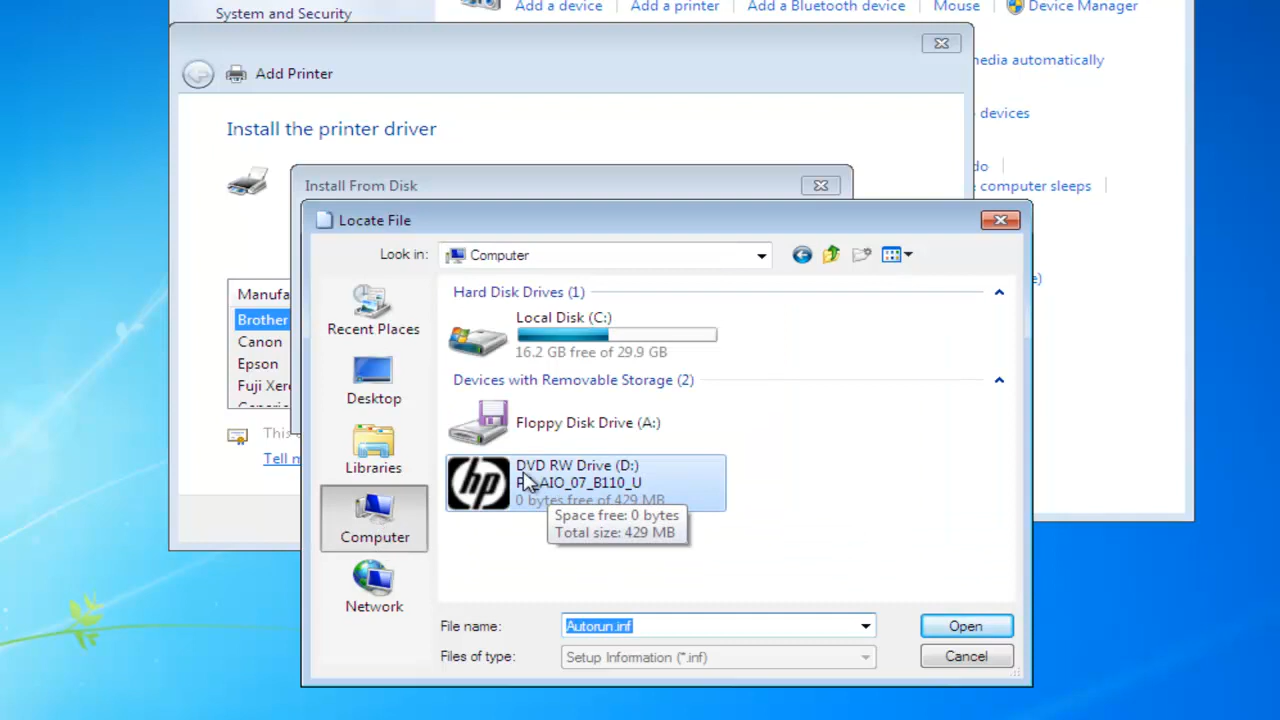 System and Security
Add a device
Add a printer
Add a Bluetooth device
Mouse
Device Manager
Add Printer
media automatically
Install the printer driver
devices
Install From Disk
do
computer sleeps
Locate File
Look in:
Computer
Manufa
Brother
Canon
Epson
Fuji Xero
This
Tell m
Recent Places
Desktop
Libraries
Computer
Network
Hard Disk Drives (1)
Local Disk (C:)
16.2 GB free of 29.9 GB
Devices with Removable Storage (2)
Floppy Disk Drive (A:)
hp
DVD RW Drive (D:)
AIO_07_B110_U
0 bytes free of 429 MB
Space free: 0 bytes
Total size: 429 MB
File name:
Autorun.inf
Open
Files of type:
Setup Information (*.inf)
Cancel